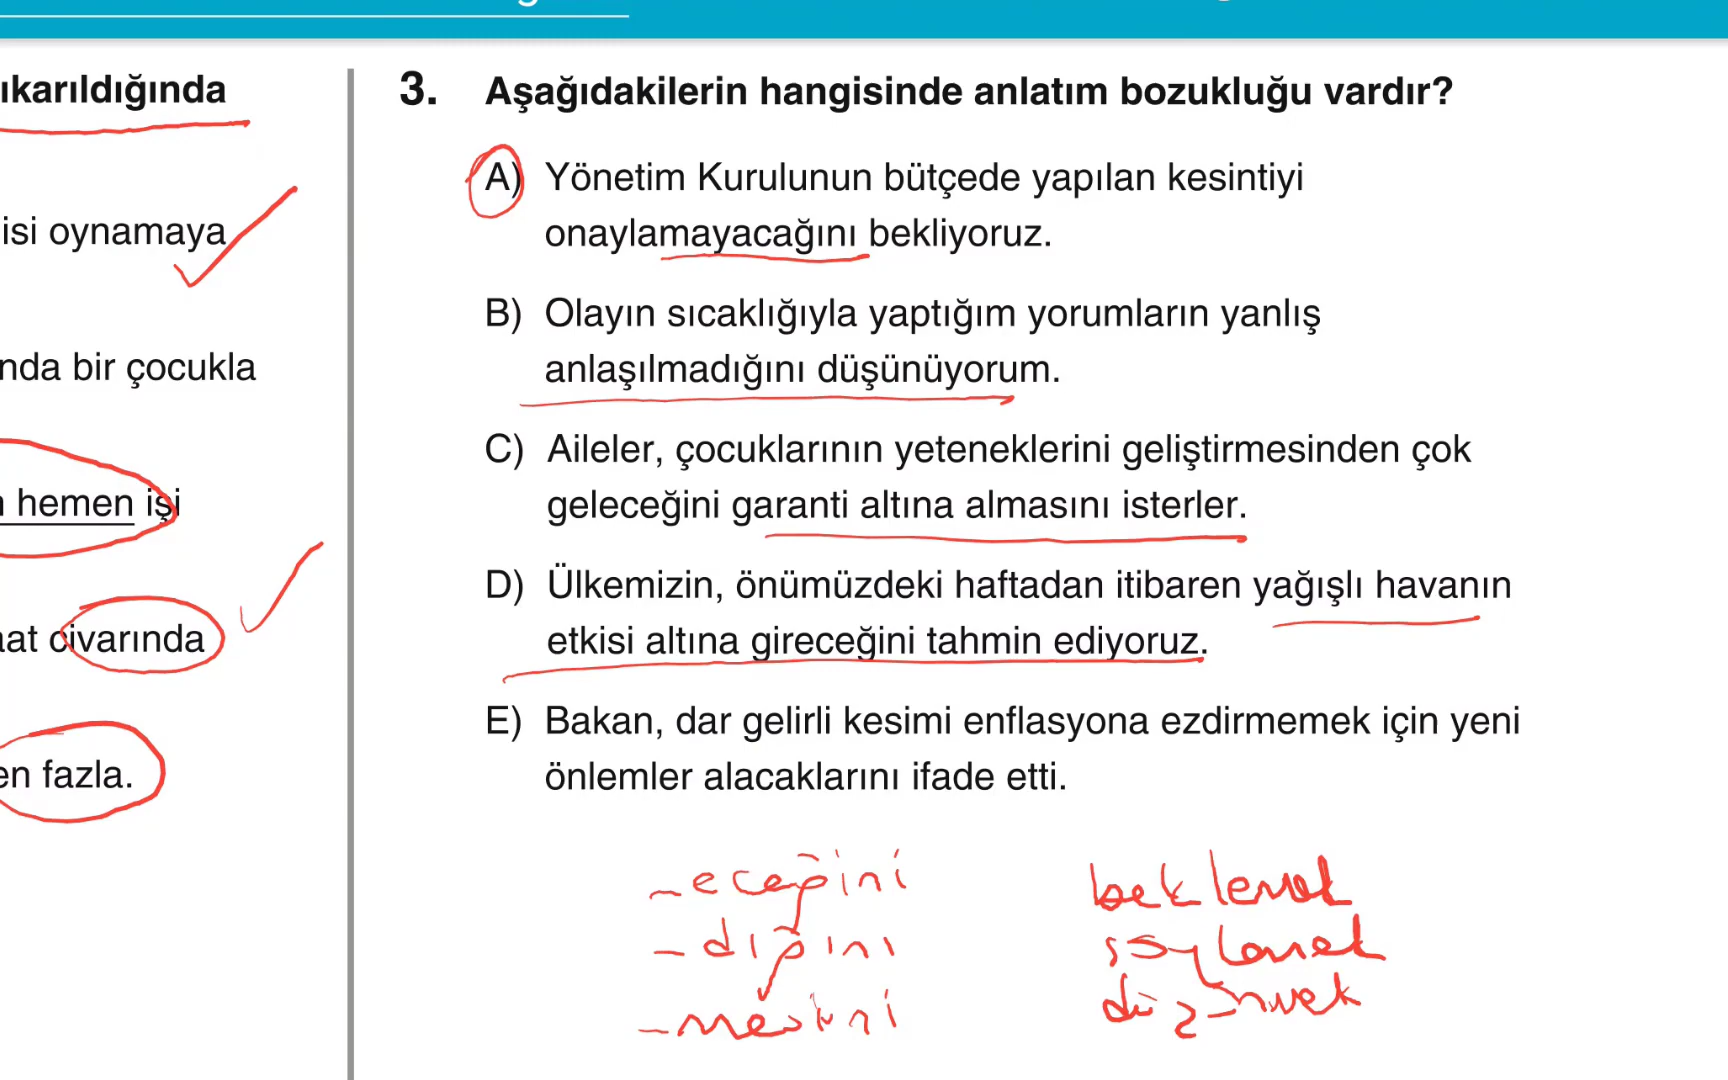 ıkarıldığında
isi oynamaya
nda bir çocukla
hemen işi
aat civarında
en fazla.
3. Aşağıdakilerin hangisinde anlatım bozukluğu vardır?
A) Yönetim Kurulunun bütçede yapılan kesintiyi
onaylamayacağını bekliyoruz.
B) Olayın sıcaklığıyla yaptığım yorumların yanlış
anlaşılmadığını düşünüyorum.
C) Aileler, çocuklarının yeteneklerini geliştirmesinden çok
geleceğini garanti altına almasını isterler.
D) Ülkemizin, önümüzdeki haftadan itibaren yağışlı havanın
etkisi altına gireceğini tahmin ediyoruz.
E) Bakan, dar gelirli kesimi enflasyona ezdirmemek için yeni
önlemler alacaklarını ifade etti.
-eceğini
-dığını
-mesini
beklemek
söylemek